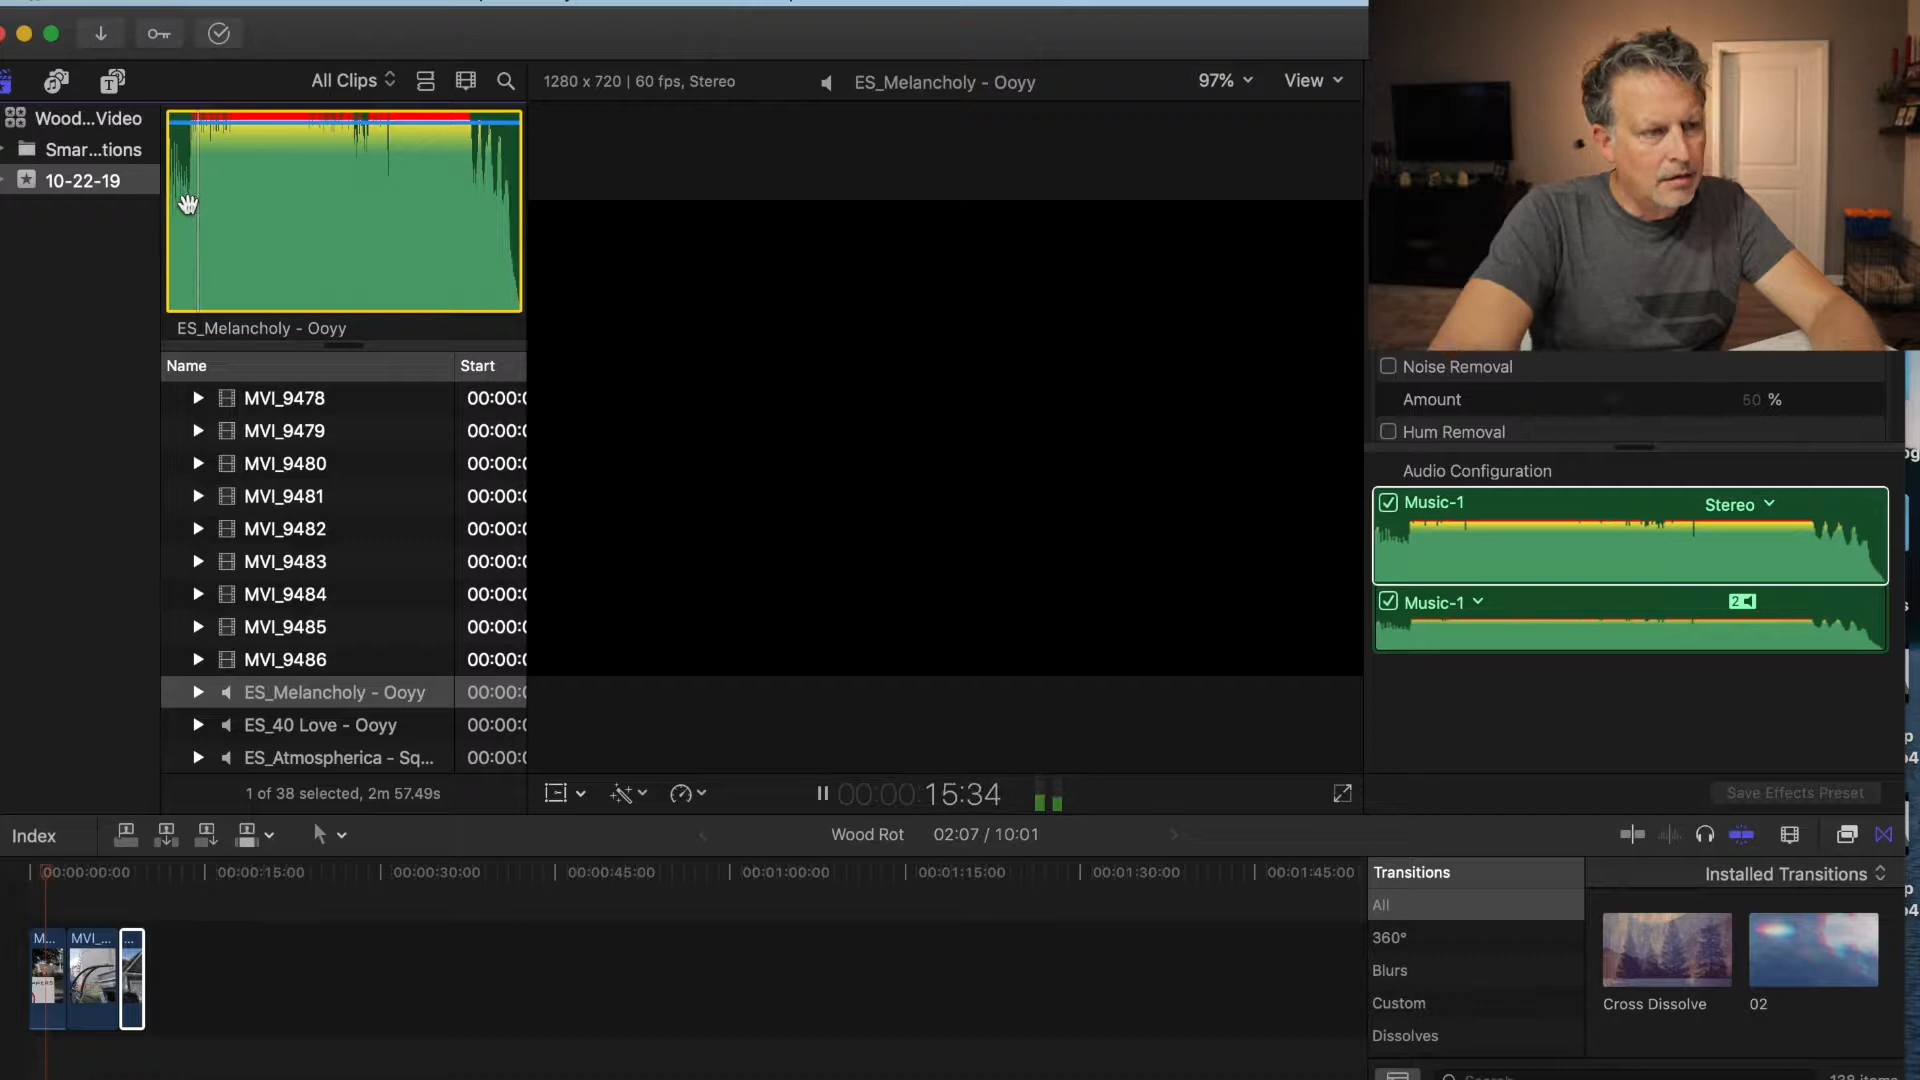 All Clips
1280 x 720 | 60 fps, Stereo
ES_Melancholy - Ooyy
97%
View
Wood...Video
Smar...tions
10-22-19
ES_Melancholy - Ooyy
Name
Start
MVI_9478
00:00:0
MVI_9479
00:00:0
MVI_9480
00:00:0
MVI_9481
00:00:0
MVI_9482
00:00:0
MVI_9483
00:00:0
MVI_9484
00:00:0
MVI_9485
00:00:0
MVI_9486
00:00:0
ES_Melancholy - Ooyy
00:00:0
ES_40 Love - Ooyy
00:00:0
ES_Atmospherica - Sq...
00:00:0
1 of 38 selected, 2m 57.49s
00:00:15:34
Noise Removal
Amount
50 %
Hum Removal
Audio Configuration
Music-1
Stereo
Music-1
2
Save Effects Preset
Index
Wood Rot
02:07 / 10:01
00:00:00:00
00:00:15:00
00:00:30:00
00:00:45:00
00:01:00:00
00:01:15:00
00:01:30:00
00:01:45:00
M...
MVI_...
...
Transitions
Installed Transitions
All
360°
Blurs
Custom
Dissolves
Cross Dissolve
02